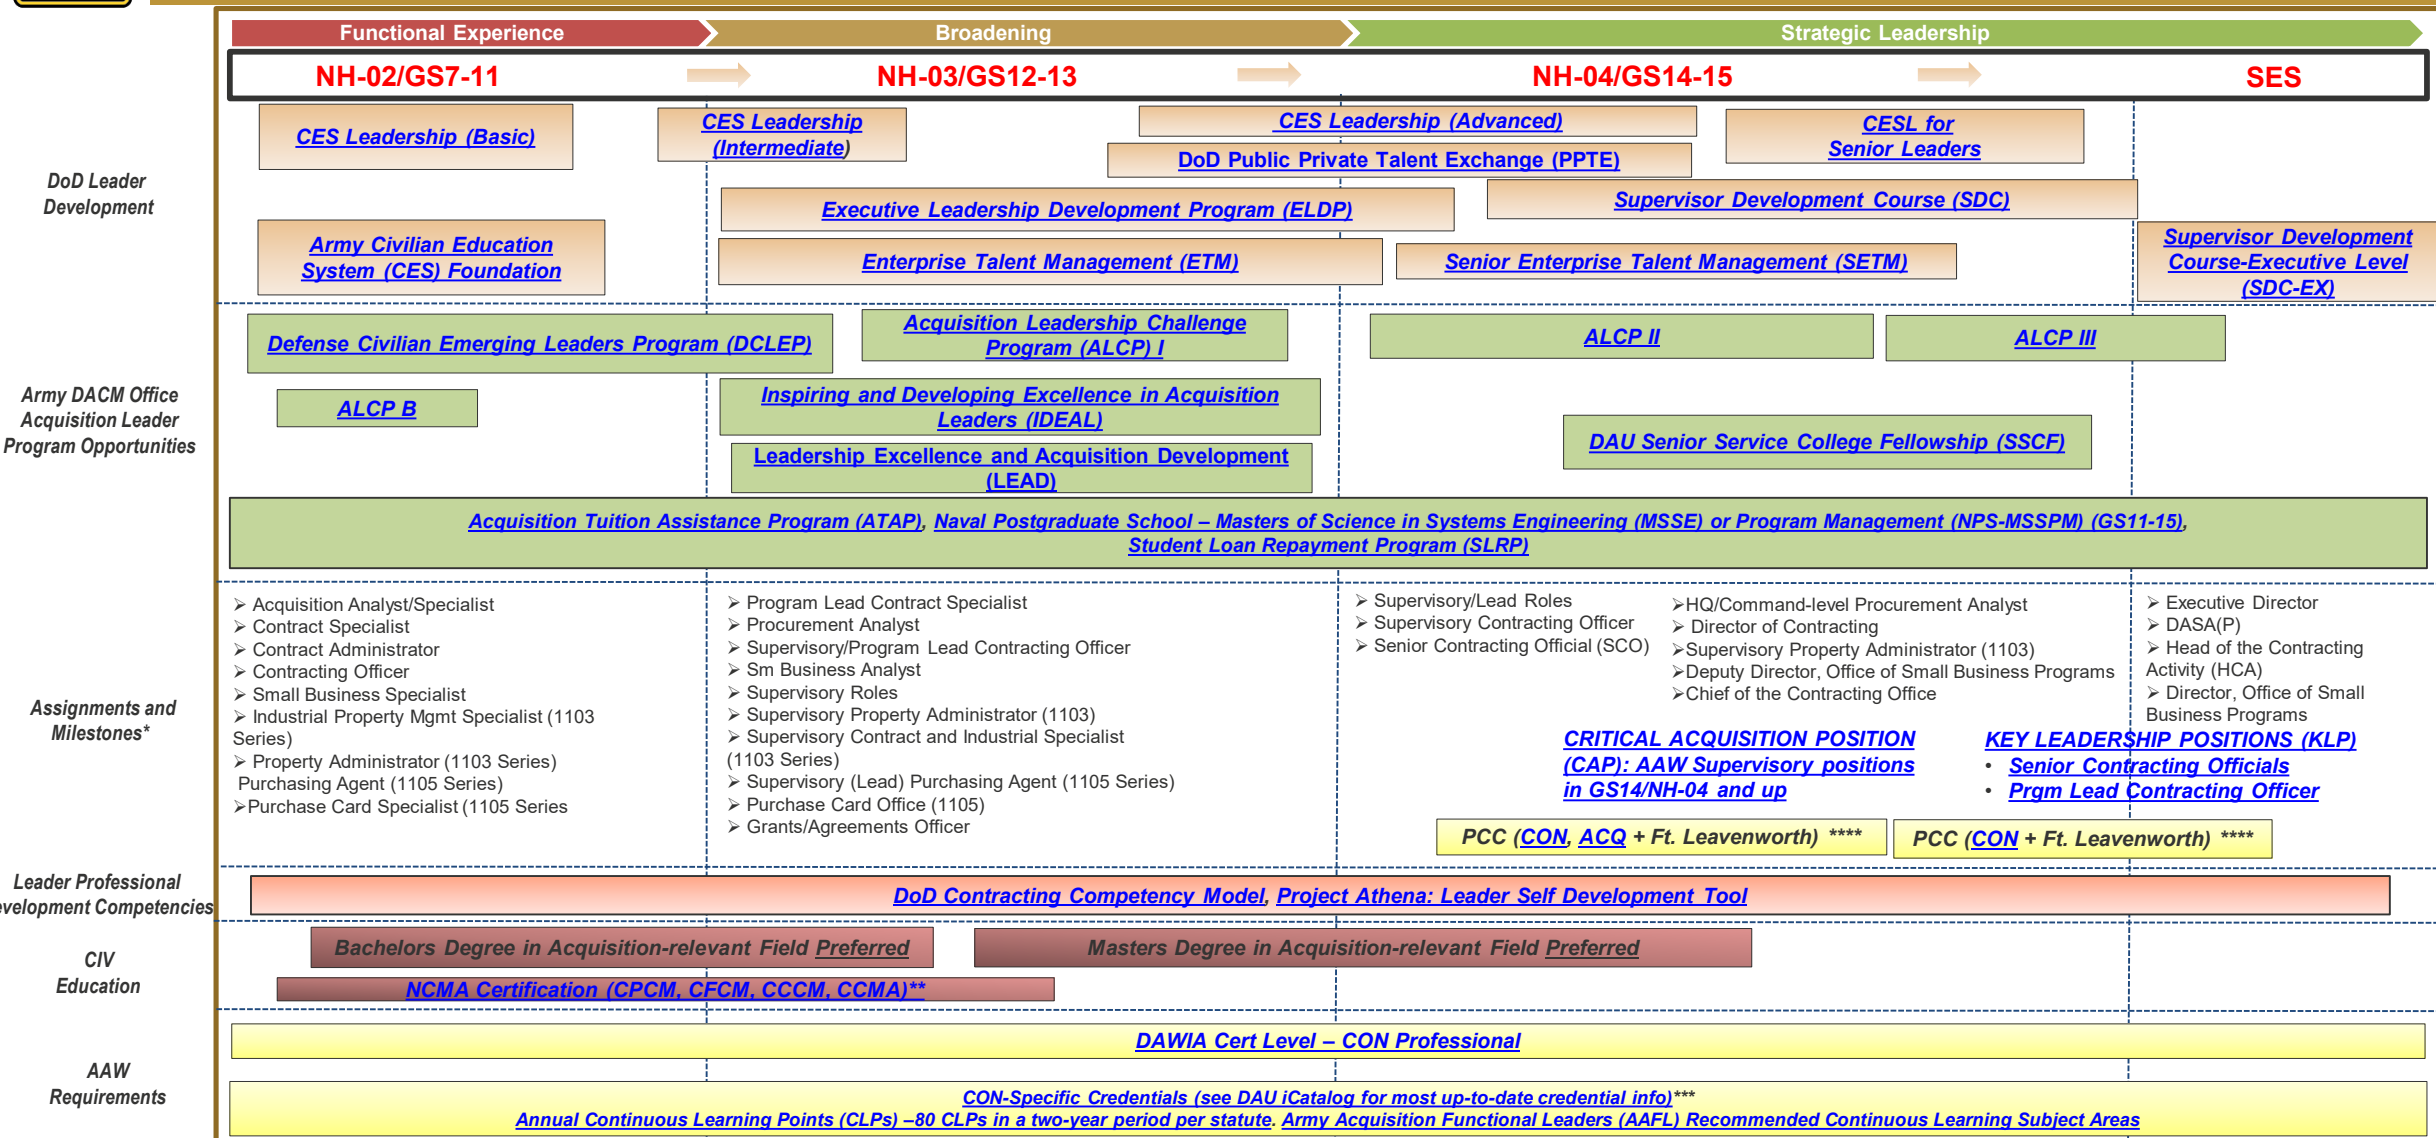 Functional Experience
Broadening
Strategic Leadership
NH-02/GS7-11
NH-03/GS12-13
NH-04/GS14-15
SES
DoD Leader
Development
CES Leadership (Basic)
CES Leadership
(Intermediate)
CES Leadership (Advanced)
CESL for
Senior Leaders
DoD Public Private Talent Exchange (PPTE)
Executive Leadership Development Program (ELDP)
Supervisor Development Course (SDC)
Army Civilian Education
System (CES) Foundation
Enterprise Talent Management (ETM)
Senior Enterprise Talent Management (SETM)
Supervisor Development
Course-Executive Level
(SDC-EX)
Army DACM Office
Acquisition Leader
Program Opportunities
Defense Civilian Emerging Leaders Program (DCLEP)
Acquisition Leadership Challenge
Program (ALCP) I
ALCP II
ALCP III
ALCP B
Inspiring and Developing Excellence in Acquisition
Leaders (IDEAL)
DAU Senior Service College Fellowship (SSCF)
Leadership Excellence and Acquisition Development
(LEAD)
Acquisition Tuition Assistance Program (ATAP), Naval Postgraduate School – Masters of Science in Systems Engineering (MSSE) or Program Management (NPS-MSSPM) (GS11-15),
Student Loan Repayment Program (SLRP)
Assignments and
Milestones*
➢ Acquisition Analyst/Specialist
➢ Contract Specialist
➢ Contract Administrator
➢ Contracting Officer
➢ Small Business Specialist
➢ Industrial Property Mgmt Specialist (1103
Series)
➢ Property Administrator (1103 Series)
Purchasing Agent (1105 Series)
➢Purchase Card Specialist (1105 Series
➢ Program Lead Contract Specialist
➢ Procurement Analyst
➢ Supervisory/Program Lead Contracting Officer
➢ Sm Business Analyst
➢ Supervisory Roles
➢ Supervisory Property Administrator (1103)
➢ Supervisory Contract and Industrial Specialist
(1103 Series)
➢ Supervisory (Lead) Purchasing Agent (1105 Series)
➢ Purchase Card Office (1105)
➢ Grants/Agreements Officer
➢ Supervisory/Lead Roles
➢ Supervisory Contracting Officer
➢ Senior Contracting Official (SCO)
➢HQ/Command-level Procurement Analyst
➢ Director of Contracting
➢Supervisory Property Administrator (1103)
➢Deputy Director, Office of Small Business Programs
➢Chief of the Contracting Office
➢ Executive Director
➢ DASA(P)
➢ Head of the Contracting
Activity (HCA)
➢ Director, Office of Small
Business Programs
CRITICAL ACQUISITION POSITION
(CAP): AAW Supervisory positions
in GS14/NH-04 and up
KEY LEADERSHIP POSITIONS (KLP)
• Senior Contracting Officials
• Prgm Lead Contracting Officer
PCC (CON, ACQ + Ft. Leavenworth) ****
PCC (CON + Ft. Leavenworth) ****
Leader Professional
evelopment Competencies
DoD Contracting Competency Model, Project Athena: Leader Self Development Tool
CIV
Education
Bachelors Degree in Acquisition-relevant Field Preferred
Masters Degree in Acquisition-relevant Field Preferred
NCMA Certification (CPCM, CFCM, CCCM, CCMA)**
AAW
Requirements
DAWIA Cert Level – CON Professional
CON-Specific Credentials (see DAU iCatalog for most up-to-date credential info)***
Annual Continuous Learning Points (CLPs) –80 CLPs in a two-year period per statute. Army Acquisition Functional Leaders (AAFL) Recommended Continuous Learning Subject Areas